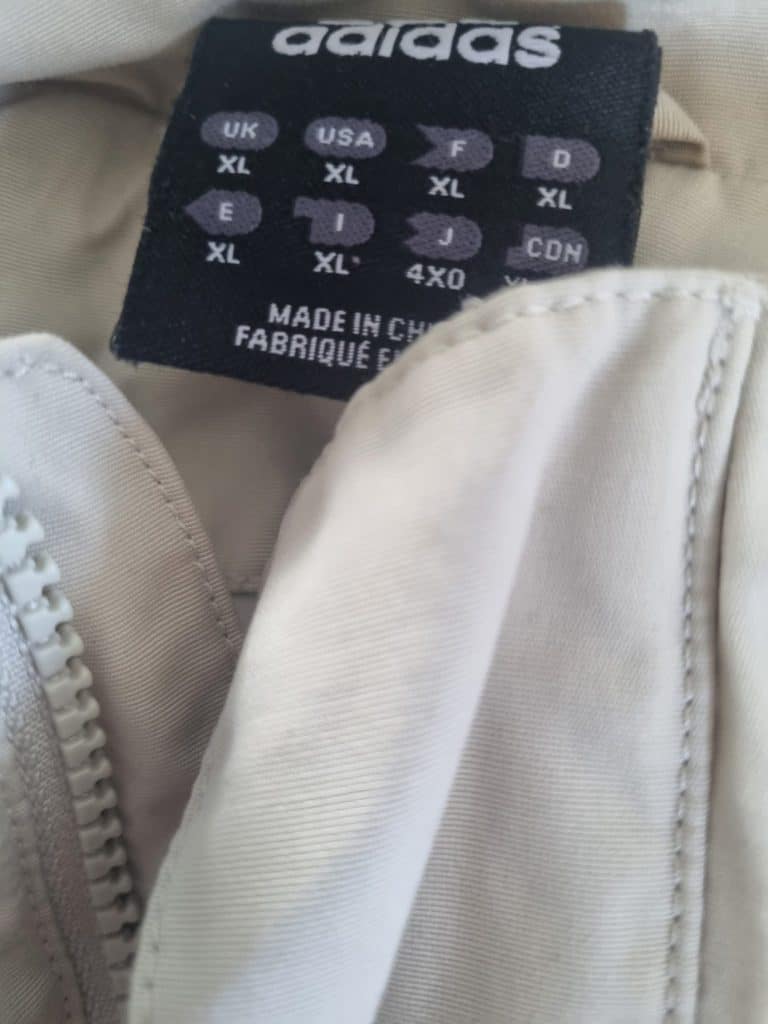 adidas
UK USA F D
XL XL XL XL
E I J CDN
XL XL 4XO
MADE IN
FABRIQUÉ